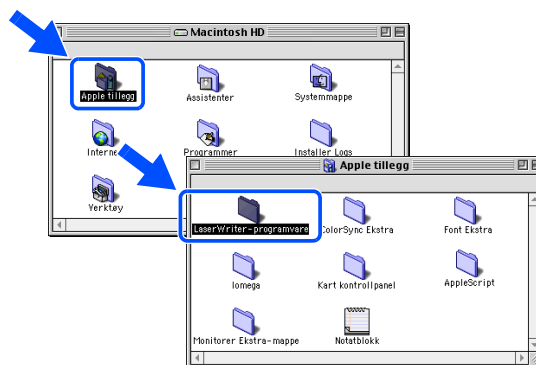 Macintosh HD
Apple tillegg
Assistenter
Systemmappe
Interne
Programmer
Installer Logs
Verktøy
Apple tillegg
LaserWriter-programvare
ColorSync Ekstra
Font Ekstra
Iomega
Kart kontrollpanel
AppleScript
Monitorer Ekstra-mappe
Notatblokk